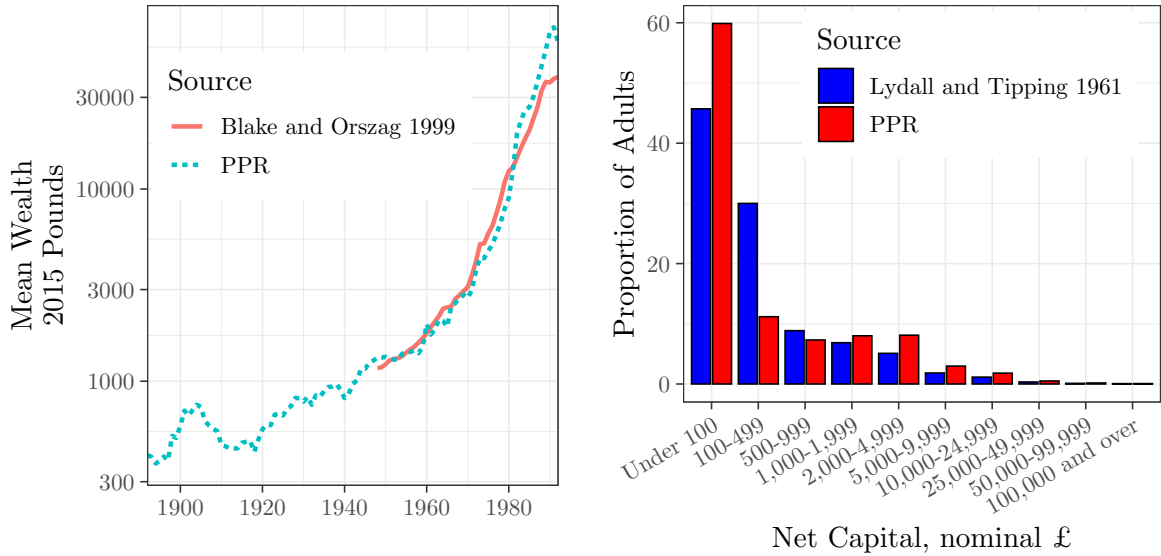 Mean Wealth
2015 Pounds
30000
10000
3000
1000
300
1900
1920
1940
1960
1980
Source
Blake and Orszag 1999
PPR
Proportion of Adults
60
40
20
0
Source
Lydall and Tipping 1961
PPR
Under 100
100-499
500-999
1,000-1,999
2,000-4,999
5,000-9,999
10,000-24,999
25,000-49,999
50,000-99,999
100,000 and over
Net Capital, nominal £